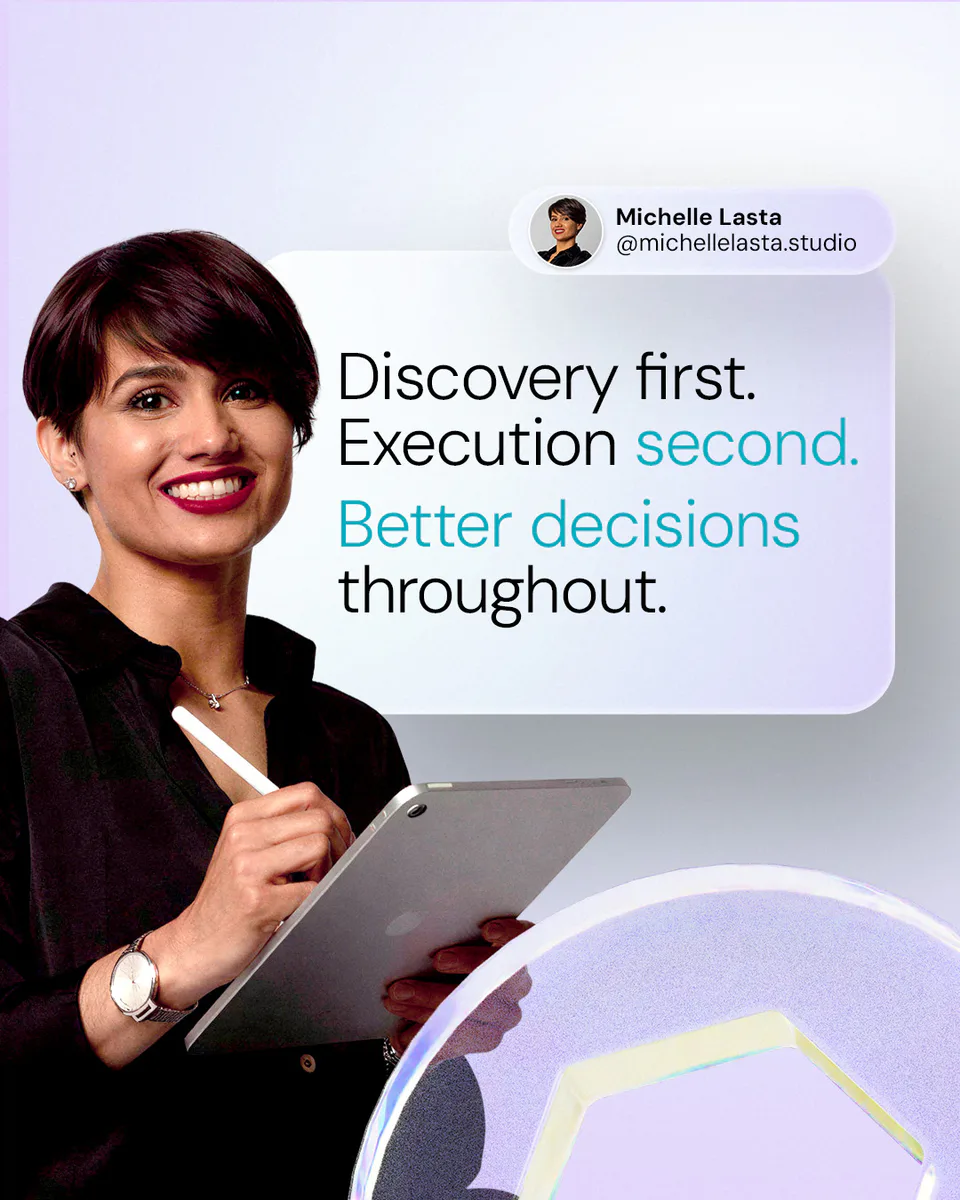 Michelle Lasta
@michellelasta.studio
Discovery first.
Execution second.
Better decisions
throughout.